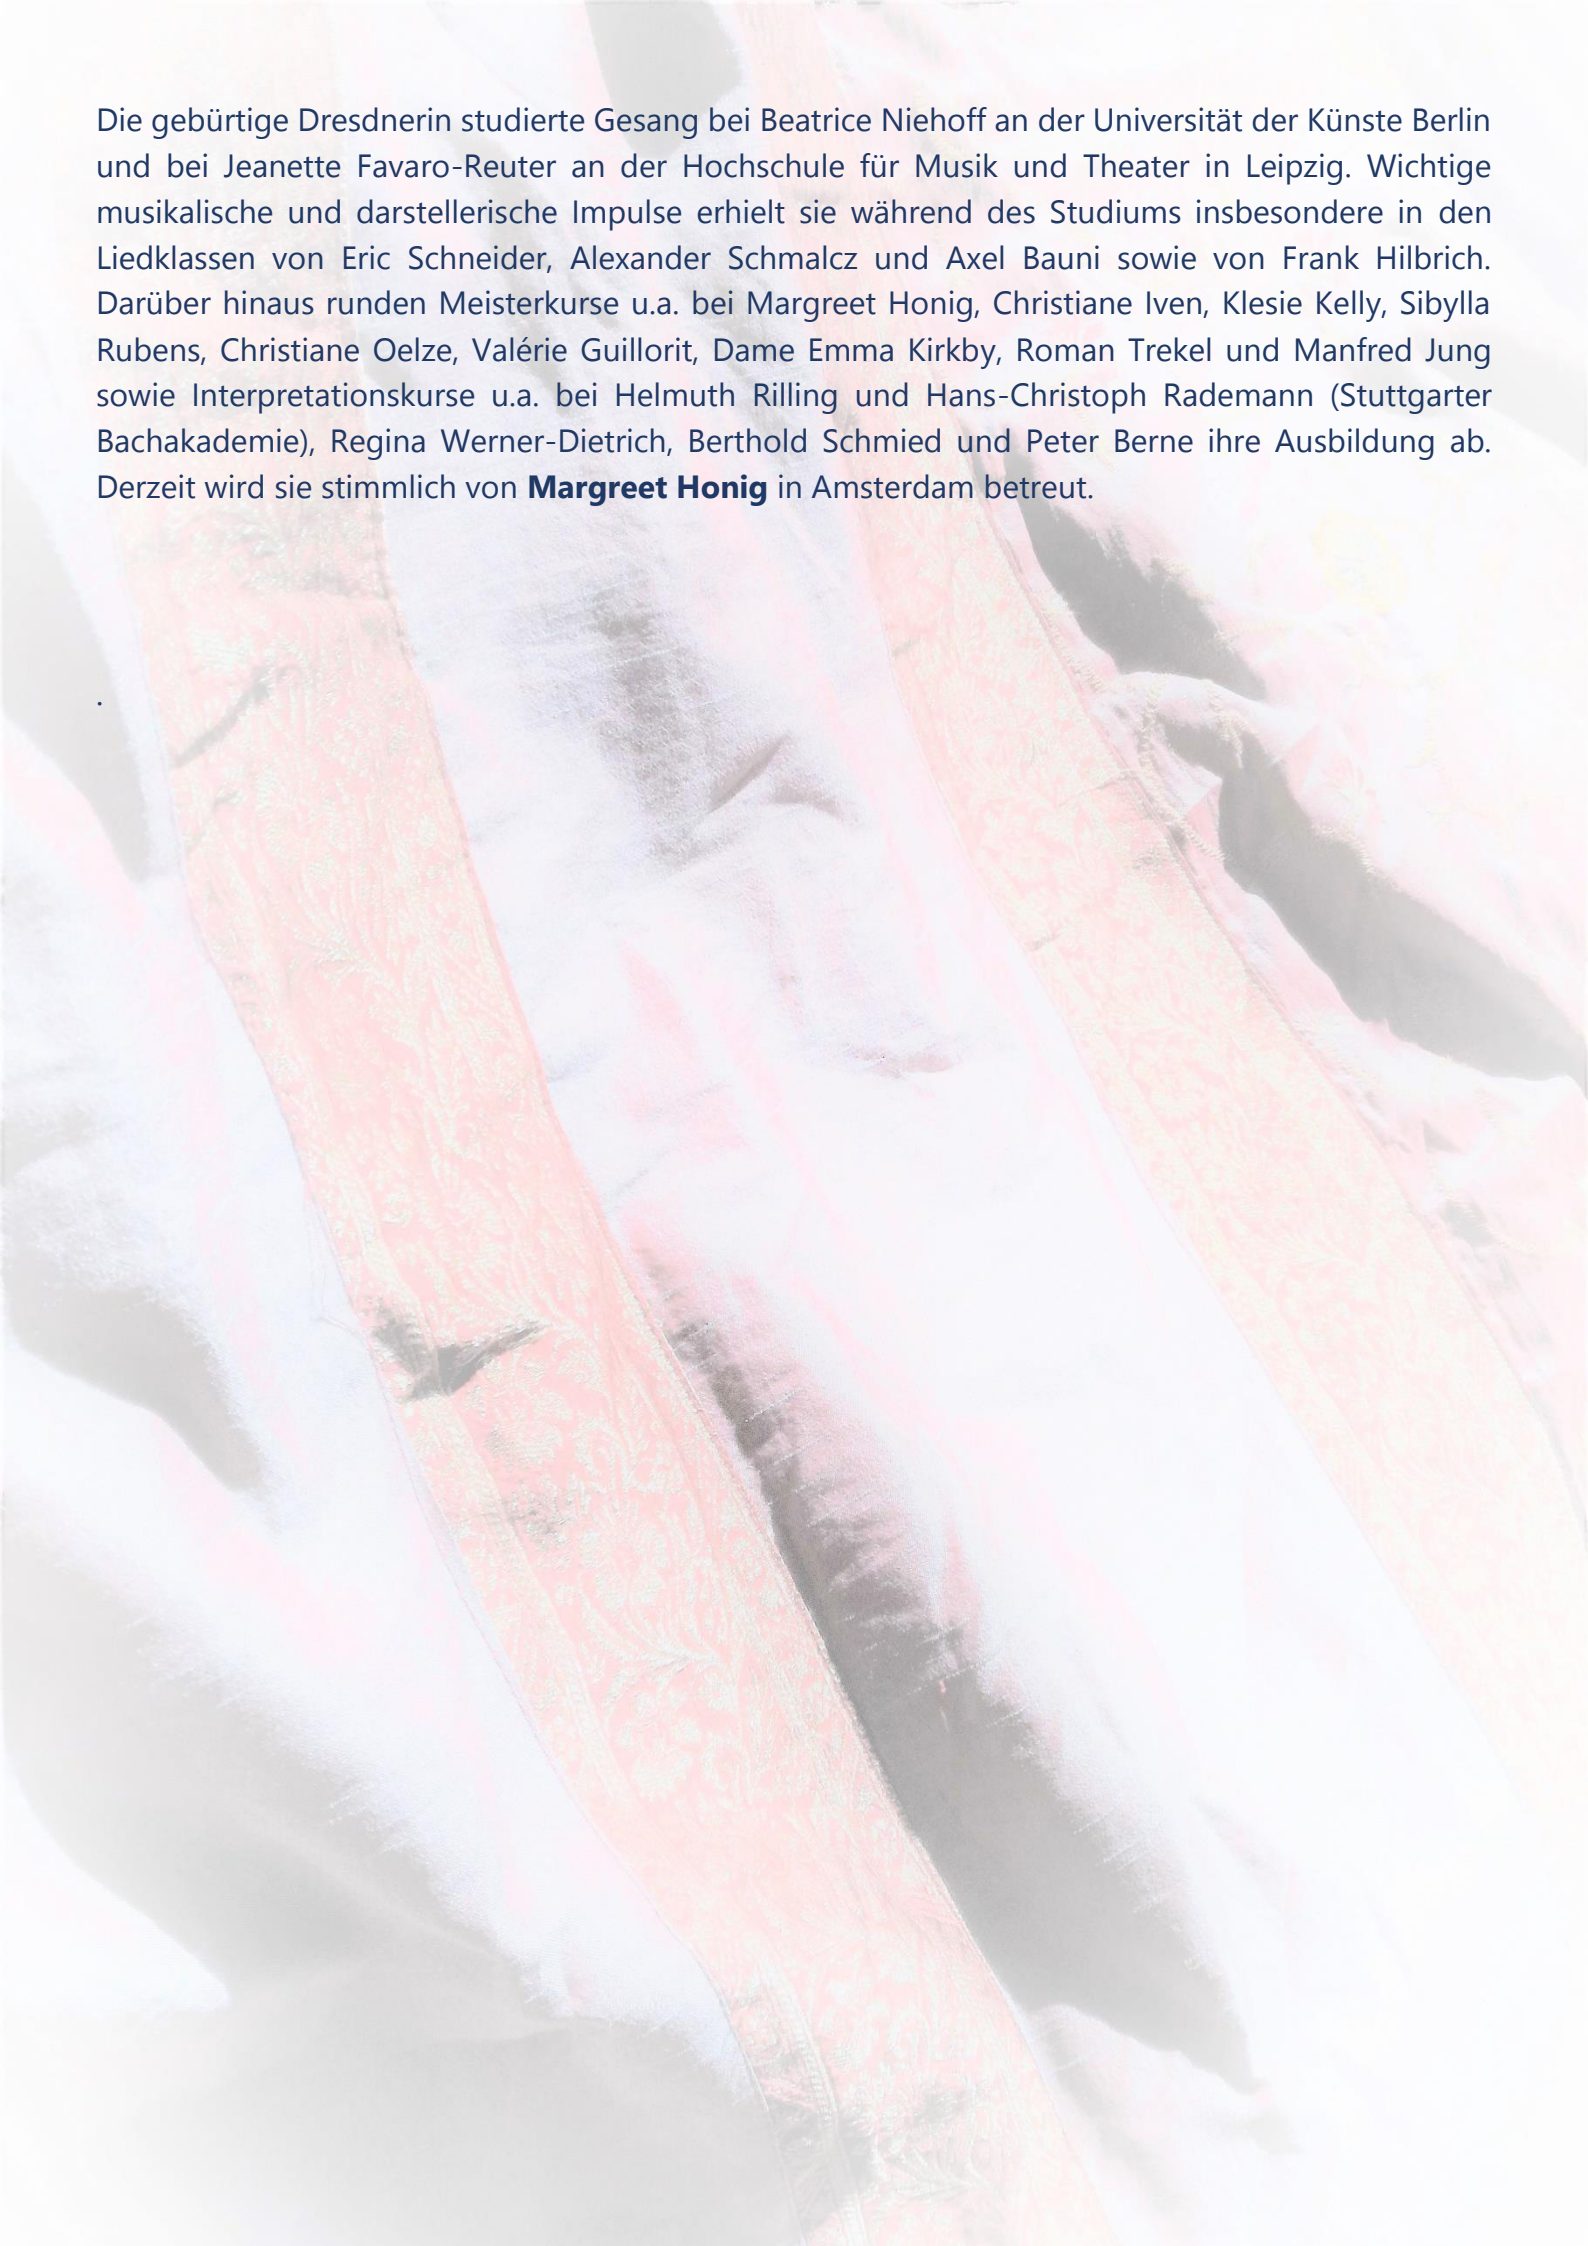 Die gebürtige Dresdnerin studierte Gesang bei Beatrice Niehoff an der Universität der Künste Berlin
und bei Jeanette Favaro-Reuter an der Hochschule für Musik und Theater in Leipzig. Wichtige
musikalische und darstellerische Impulse erhielt sie während des Studiums insbesondere in den
Liedklassen von Eric Schneider, Alexander Schmalcz und Axel Bauni sowie von Frank Hilbrich.
Darüber hinaus runden Meisterkurse u.a. bei Margreet Honig, Christiane Iven, Klesie Kelly, Sibylla
Rubens, Christiane Oelze, Valérie Guillorit, Dame Emma Kirkby, Roman Trekel und Manfred Jung
sowie Interpretationskurse u.a. bei Helmuth Rilling und Hans-Christoph Rademann (Stuttgarter
Bachakademie), Regina Werner-Dietrich, Berthold Schmied und Peter Berne ihre Ausbildung ab.
Derzeit wird sie stimmlich von Margreet Honig in Amsterdam betreut.
.